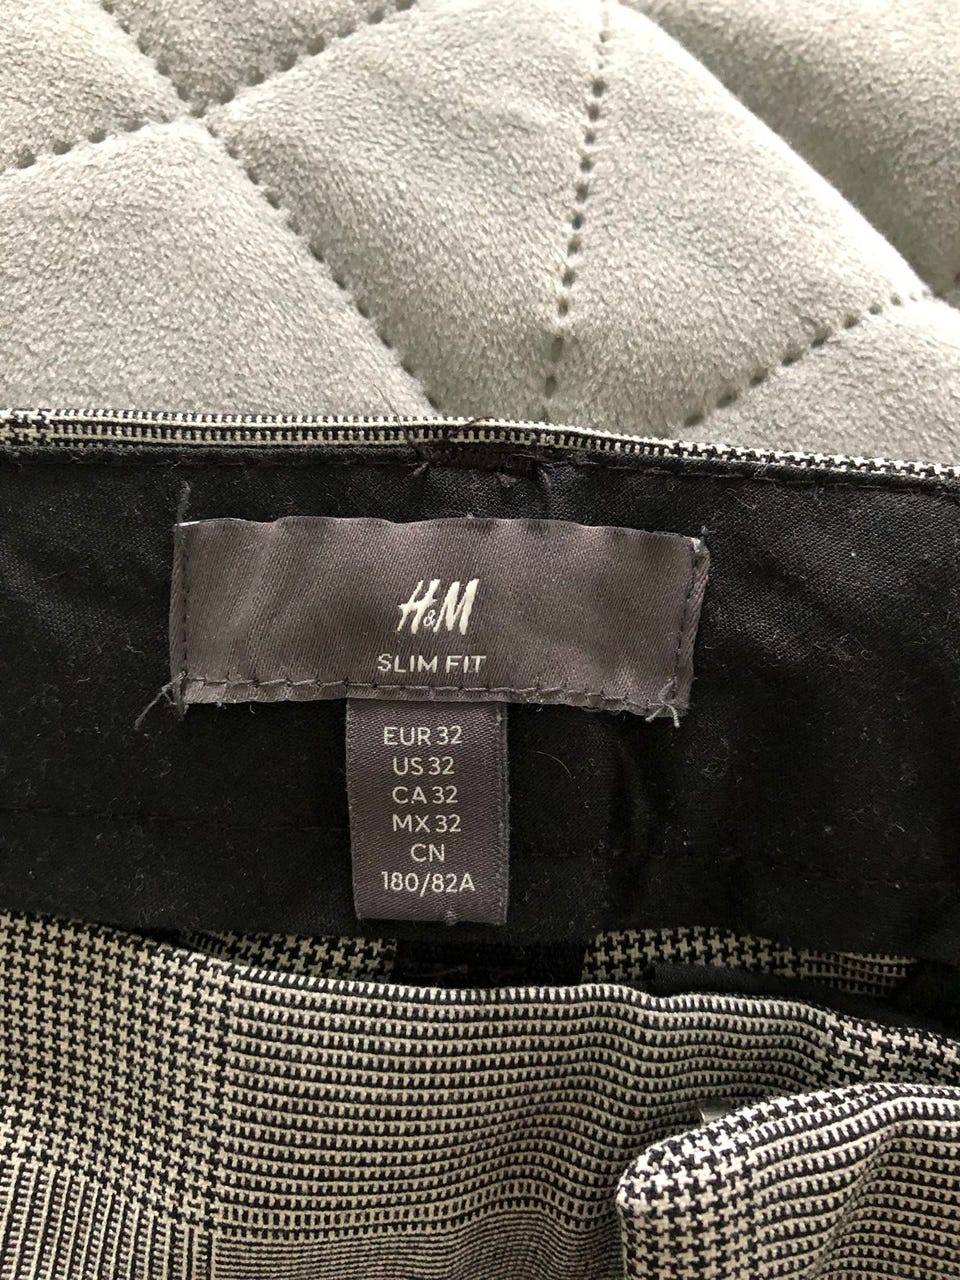 H&M
SLIM FIT
EUR 32
US 32
CA 32
MX 32
CN
180/82A